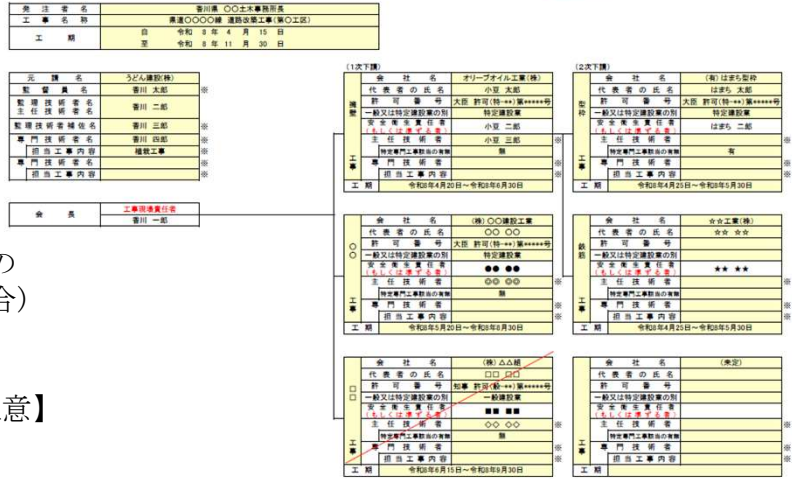 発注者名 香川県 〇〇土木事務所長
工事名称 県道〇〇〇〇線 道路改築工事(第〇工区)
工期 自 令和 8 年 4 月 15 日
至 令和 8 年 11 月 30 日
元請名 うどん建設(株)
監督員名 香川 太郎 ※
監理技術者名
主任技術者名 香川 二郎
監理技術者補佐名 香川 三郎 ※
専門技術者名 香川 四郎 ※
担当工事内容 植栽工事 ※
専門技術者名 ※
担当工事内容 ※
会長 工事現場責任者
香川 一郎
の
合)
意】
(1次下請)
擁壁工事
会社名 オリーブオイル工業(株)
代表者の氏名 小豆 太郎
許可番号 大臣 許可(特-**)第*****号
一般又は特定建設業の別 特定建設業
安全衛生責任者
(もしくは準ずる者) 小豆 二郎
主任技術者 小豆 三郎 ※
特定専門工事該当の有無 無
専門技術者 ※
担当工事内容 ※
工期 令和8年4月20日~令和8年6月30日
(2次下請)
型枠工事
会社名 (有)はまち型枠
代表者の氏名 はまち 太郎
許可番号 大臣 許可(特-**)第*****号
一般又は特定建設業の別 特定建設業
安全衛生責任者
(もしくは準ずる者) はまち 二郎
主任技術者 ※
特定専門工事該当の有無 有
専門技術者 ※
担当工事内容 ※
工期 令和8年4月25日~令和8年5月30日
〇〇工事
会社名 (株)〇〇建設工業
代表者の氏名 〇〇 〇〇
許可番号 大臣 許可(特-**)第*****号
一般又は特定建設業の別 特定建設業
安全衛生責任者
(もしくは準ずる者) ●● ●●
主任技術者 ◎◎ ◎◎ ※
特定専門工事該当の有無 無
専門技術者 ※
担当工事内容 ※
工期 令和8年5月20日~令和8年8月30日
鉄筋工事
会社名 ☆☆工業(株)
代表者の氏名 ☆☆ ☆☆
許可番号
一般又は特定建設業の別
安全衛生責任者
(もしくは準ずる者) ★★ ★★
主任技術者 ※
特定専門工事該当の有無
専門技術者 ※
担当工事内容 ※
工期 令和8年4月25日~令和8年5月30日
□□工事
会社名 (株)△△組
代表者の氏名 □□ □□
許可番号 知事 許可(般-**)第*****号
一般又は特定建設業の別 一般建設業
安全衛生責任者
(もしくは準ずる者) ■■ ■■
主任技術者 ◇◇ ◇◇ ※
特定専門工事該当の有無 無
専門技術者 ※
担当工事内容 ※
工期 令和8年6月15日~令和8年9月30日
工事
会社名 (未定)
代表者の氏名
許可番号
一般又は特定建設業の別
安全衛生責任者
(もしくは準ずる者)
主任技術者 ※
特定専門工事該当の有無
専門技術者 ※
担当工事内容 ※
工期